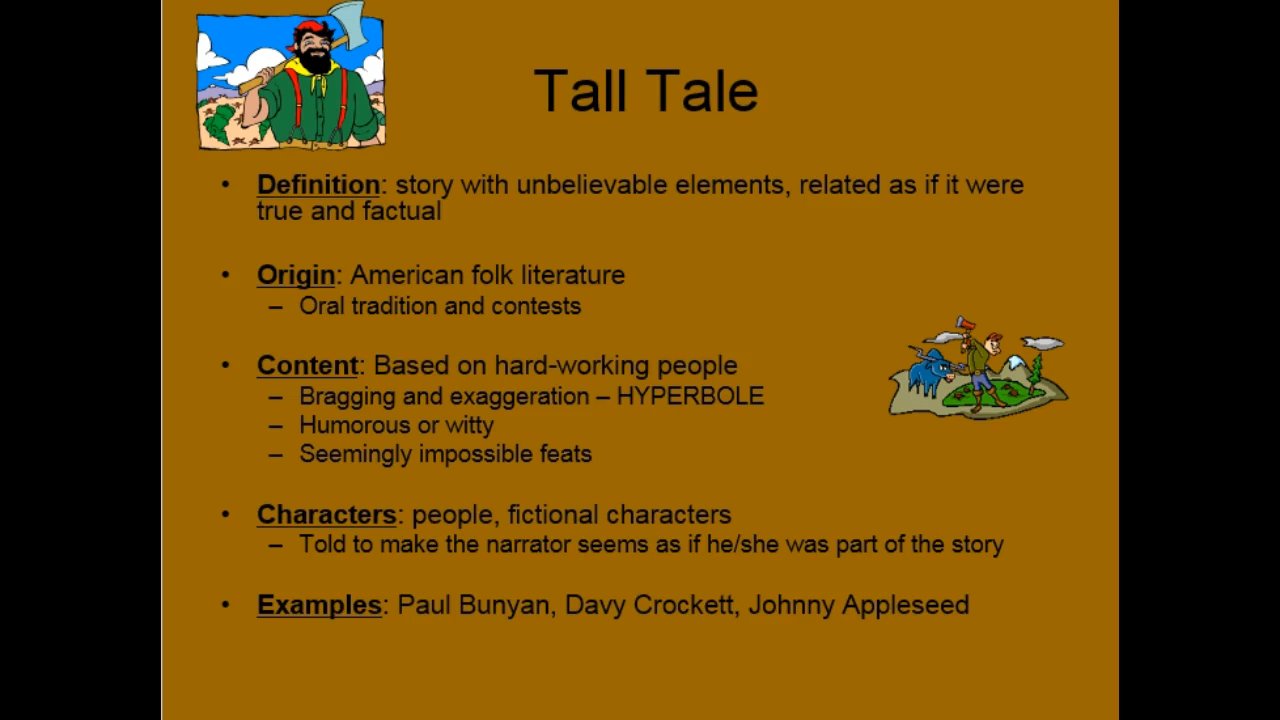 Tall Tale
• Definition: story with unbelievable elements, related as if it were
true and factual
• Origin: American folk literature
– Oral tradition and contests
• Content: Based on hard-working people
– Bragging and exaggeration – HYPERBOLE
– Humorous or witty
– Seemingly impossible feats
• Characters: people, fictional characters
– Told to make the narrator seems as if he/she was part of the story
• Examples: Paul Bunyan, Davy Crockett, Johnny Appleseed